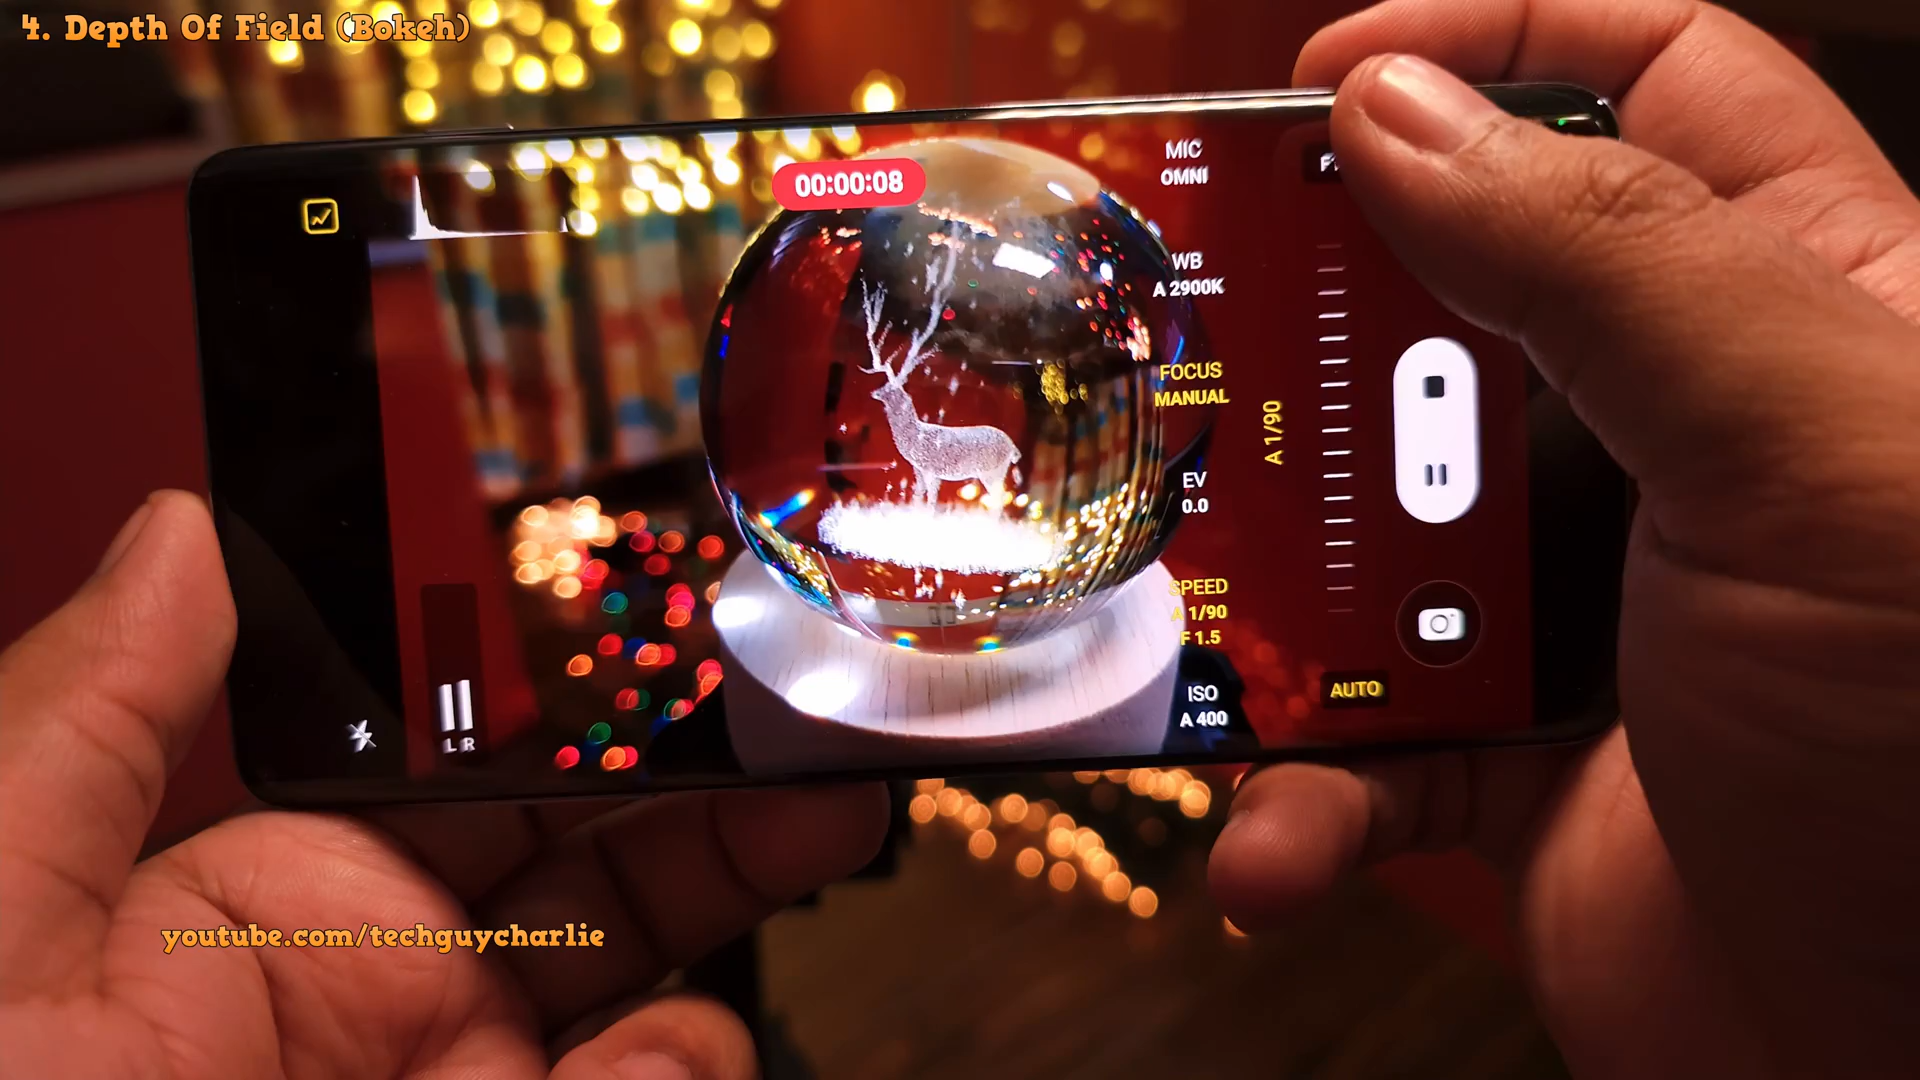 4. Depth Of Field (Bokeh)
00:00:08
MIC
OMNI
WB
A 2900K
FOCUS
MANUAL
A 1/90
EV
0.0
SPEED
A 1/90
F 1.5
ISO
A 400
AUTO
L R
youtube.com/techguycharlie